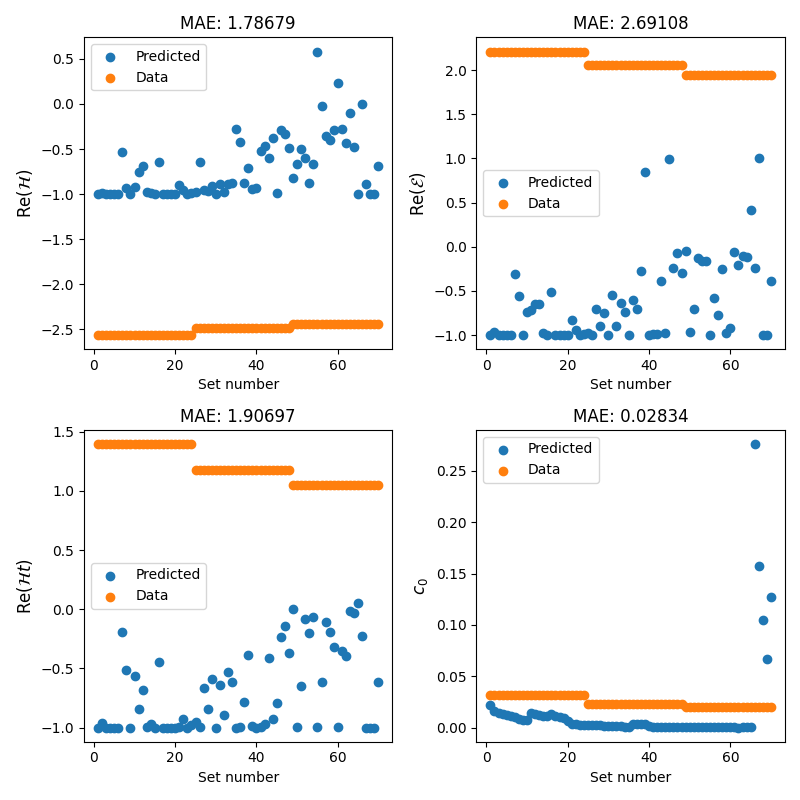 MAE: 1.78679
Re(ℋ)
0.5
0.0
−0.5
−1.0
−1.5
−2.0
−2.5
Predicted
Data
0 20 40 60
Set number
MAE: 2.69108
Re(ℰ)
2.0
1.5
1.0
0.5
0.0
−0.5
−1.0
Predicted
Data
0 20 40 60
Set number
MAE: 1.90697
Re(ℋt)
1.5
1.0
0.5
0.0
−0.5
−1.0
Predicted
Data
0 20 40 60
Set number
MAE: 0.02834
c₀
0.25
0.20
0.15
0.10
0.05
0.00
Predicted
Data
0 20 40 60
Set number